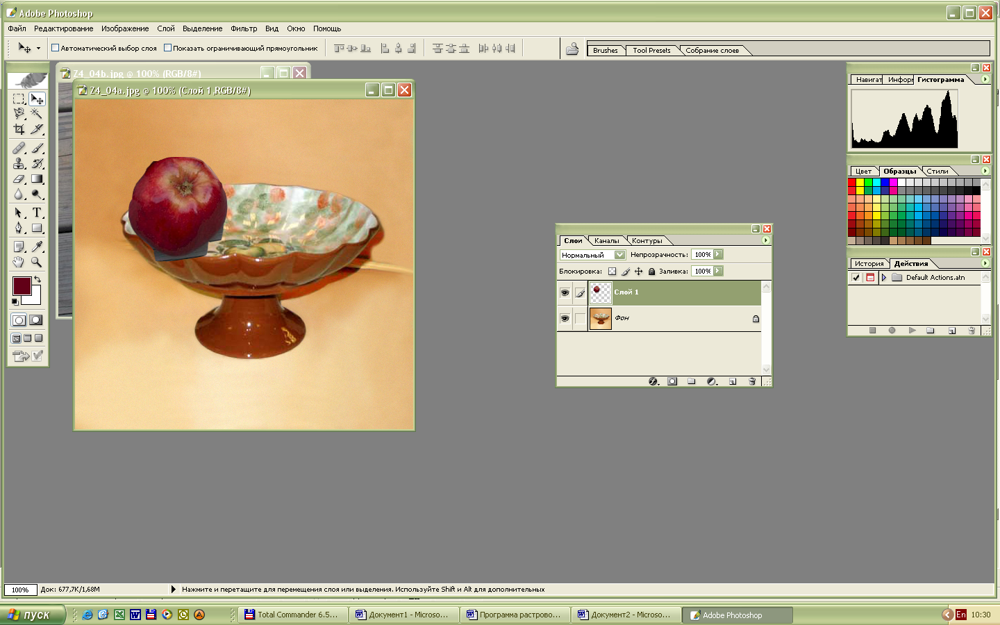 Adobe Photoshop
Файл Редактирование Изображение Слой Выделение Фильтр Вид Окно Помощь
Автоматический выбор слоя Показать ограничивающий прямоугольник
Brushes Tool Presets Собрание слоев
Z4_04b.jpg @ 100% (RGB/8#)
Z4_04a.jpg @ 100% (Слой 1,RGB/8#)
Навигат Информ Гистограмма
Цвет Образцы Стили
Слои Каналы Контуры
Нормальный Непрозрачность: 100%
Блокировка: Заливка: 100%
Слой 1
Фон
История Действия
Default Actions.atn
100% Док: 677,7K/1,68M Нажмите и перетащите для перемещения слоя или выделения. Используйте Shift и Alt для дополнительных
пуск Total Commander 6.5... Документ1 - Microso... Программа растрово... Документ2 - Microso... Adobe Photoshop En 10:30